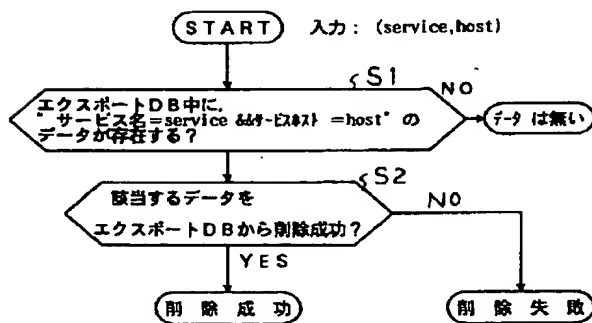 START
入力: (service,host)
S1
NO
エクスポートDB中に.
"サービス名=service &&サービスホスト=host"の
データが存在する?
データは無い
S2
該当するデータを
エクスポートDBから削除成功?
NO
YES
削除成功
削除失敗